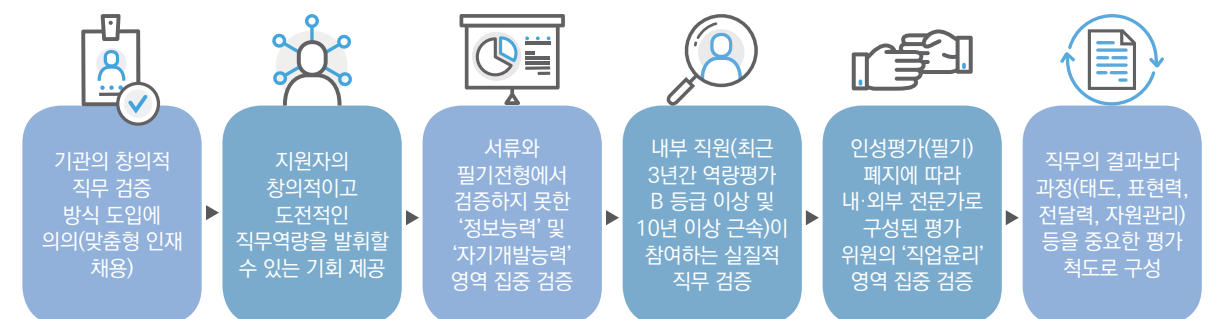 기관의 창의적
직무 검증
방식 도입에
의의(맞춤형 인재
채용)
지원자의
창의적이고
도전적인
직무역량을 발휘할
수 있는 기회 제공
서류와
필기전형에서
검증하지 못한
‘정보능력’ 및
‘자기개발능력’
영역 집중 검증
내부 직원(최근
3년간 역량평가
B 등급 이상 및
10년 이상 근속)이
참여하는 실질적
직무 검증
인성평가(필기)
폐지에 따라
내·외부 전문가로
구성된 평가
위원의 ‘직업윤리’
영역 집중 검증
직무의 결과보다
과정(태도, 표현력,
전달력, 자원관리)
등을 중요한 평가
척도로 구성